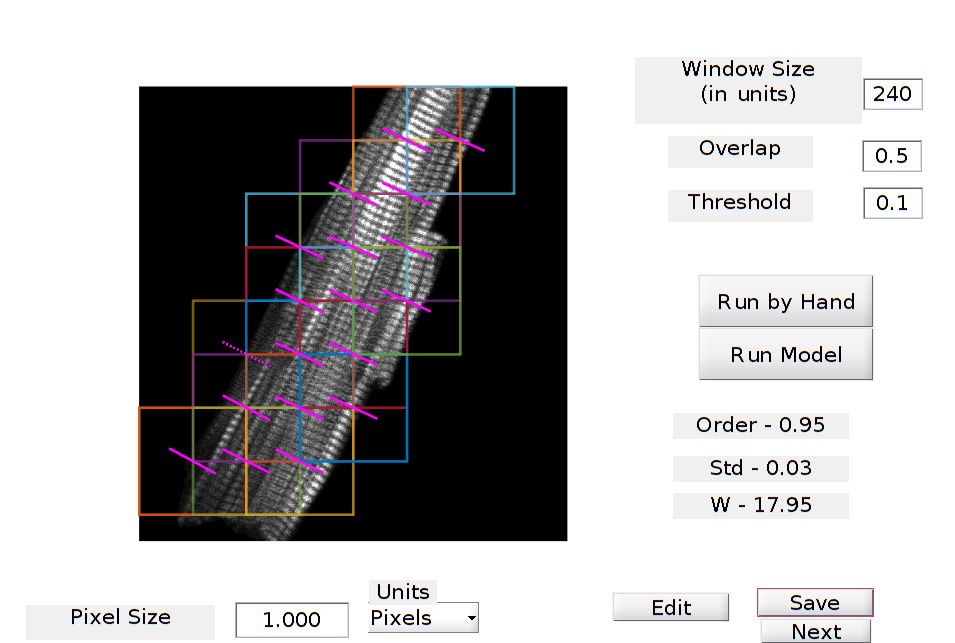 Window Size
(in units)
240
Overlap
0.5
Threshold
0.1
Run by Hand
Run Model
Order - 0.95
Std - 0.03
W - 17.95
Units
Pixel Size
1.000
Pixels
Edit
Save
Next